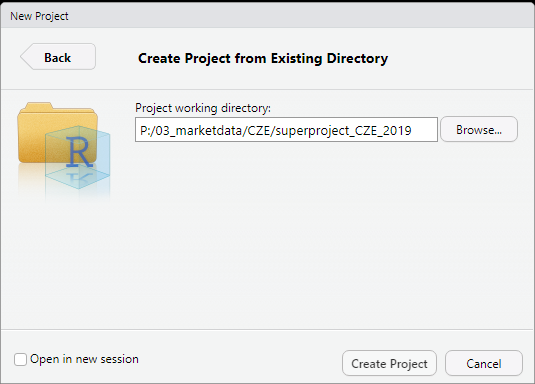 New Project
Back
Create Project from Existing Directory
Project working directory:
P:/03_marketdata/CZE/superproject_CZE_2019
Browse...
R
Open in new session
Create Project
Cancel